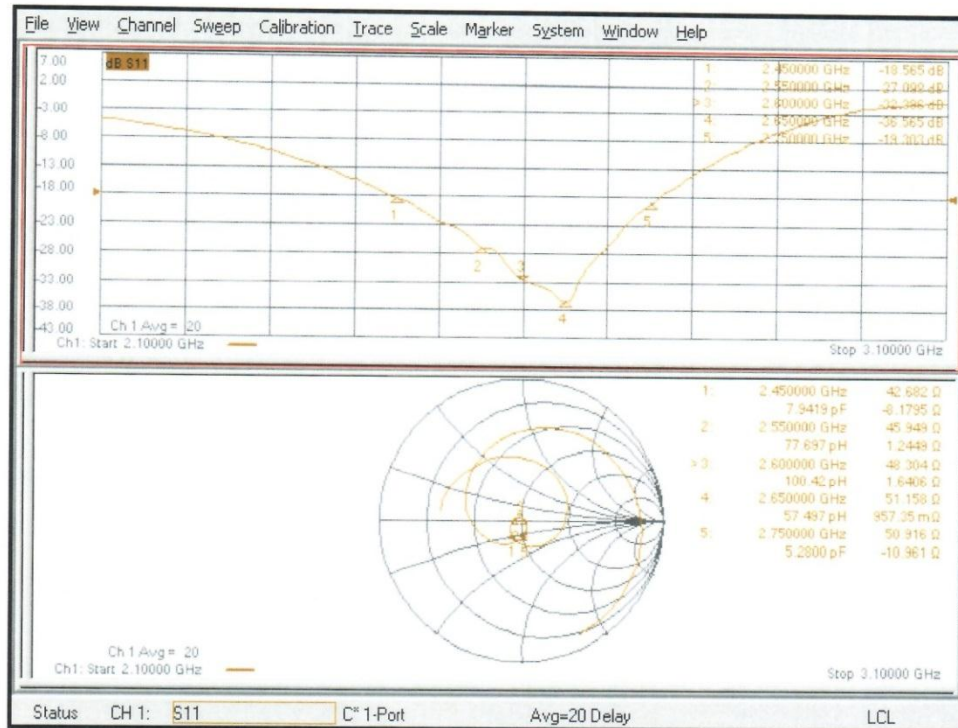 File View Channel Sweep Calibration Trace Scale Marker System Window Help
7.00
2.00
-3.00
-8.00
-13.00
-18.00
-23.00
-28.00
-33.00
-38.00
-43.00
dB S11
1: 2.450000 GHz -18.565 dB
2: 2.550000 GHz -27.092 dB
>3: 2.600000 GHz -32.386 dB
4: 2.650000 GHz -36.565 dB
5: 2.750000 GHz -19.303 dB
1
2
3
4
5
Ch 1 Avg = 20
Ch1: Start 2.10000 GHz
Stop 3.10000 GHz
1: 2.450000 GHz 42.682 Ω
7.9419 pF -8.1795 Ω
2: 2.550000 GHz 45.949 Ω
77.697 pH 1.2449 Ω
>3: 2.600000 GHz 48.304 Ω
100.42 pH 1.6406 Ω
4: 2.650000 GHz 51.158 Ω
57.497 pH 957.35 mΩ
5: 2.750000 GHz 50.916 Ω
5.2800 pF -10.961 Ω
1 5
Ch 1 Avg = 20
Ch1: Start 2.10000 GHz
Stop 3.10000 GHz
Status CH 1: S11 C* 1-Port Avg=20 Delay LCL